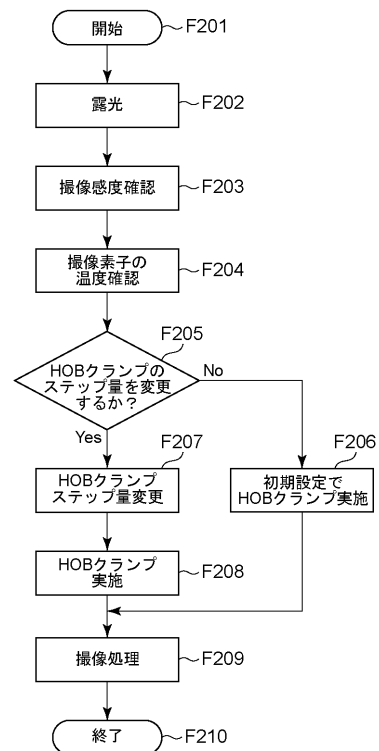 開始
F201
露光
F202
撮像感度確認
F203
撮像素子の
温度確認
F204
F205
HOBクランプの
ステップ量を変更
するか？
No
Yes
F207
HOBクランプ
ステップ量変更
F206
初期設定で
HOBクランプ実施
HOBクランプ
実施
F208
撮像処理
F209
終了
F210